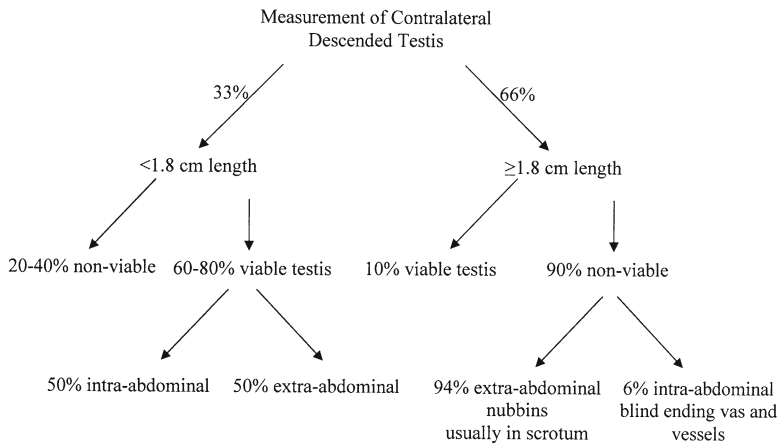 Measurement of Contralateral
Descended Testis
33%
66%
<1.8 cm length
≥1.8 cm length
20-40% non-viable
60-80% viable testis
10% viable testis
90% non-viable
50% intra-abdominal
50% extra-abdominal
94% extra-abdominal
nubbins
usually in scrotum
6% intra-abdominal
blind ending vas and
vessels